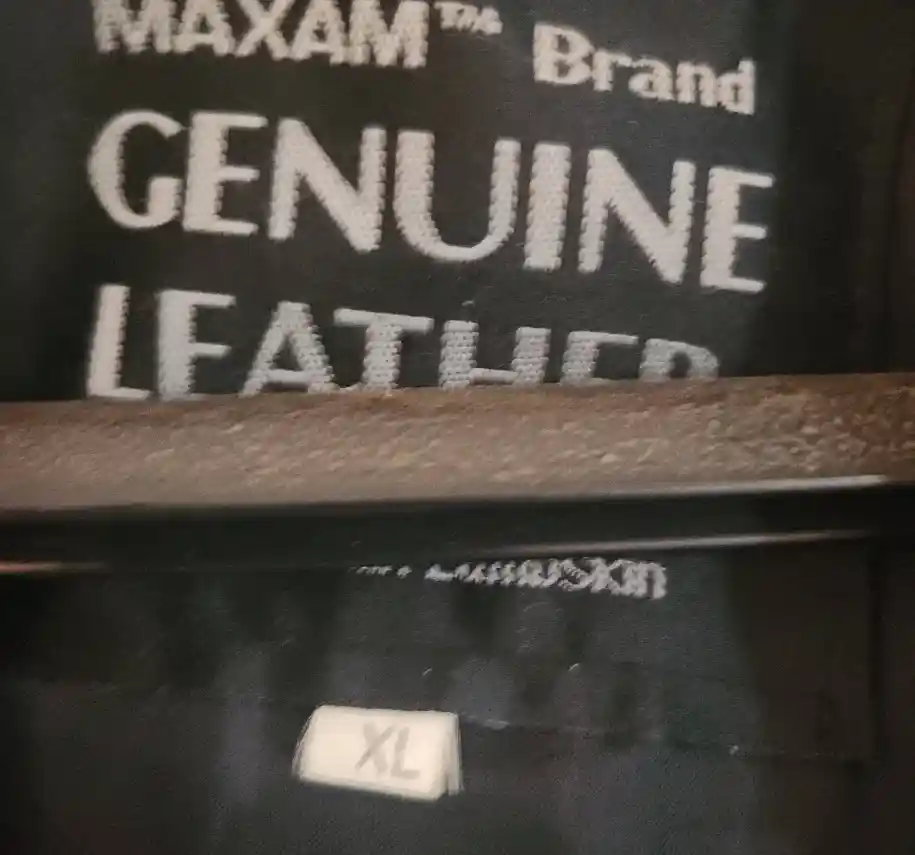 MAXAM™ Brand
GENUINE
LEATHER
XL